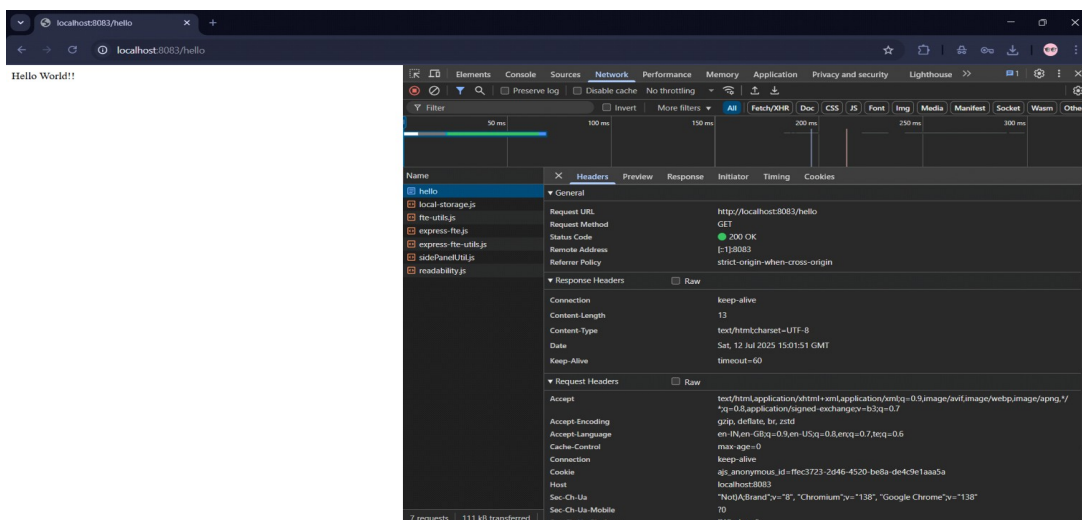 localhost:8083/hello
localhost:8083/hello
Hello World!!
Elements Console Sources Network Performance Memory Application Privacy and security Lighthouse >> 1
Preserve log Disable cache No throttling
Filter Invert More filters All Fetch/XHR Doc CSS JS Font Img Media Manifest Socket Wasm Othe
50 ms 100 ms 150 ms 200 ms 250 ms 300 ms
Name
hello
local-storage.js
fte-utils.js
express-fte.js
express-fte-utils.js
sidePanelUtil.js
readability.js
7 requests 111 kB transferred
Headers Preview Response Initiator Timing Cookies
General
Request URL http://localhost:8083/hello
Request Method GET
Status Code 200 OK
Remote Address [::1]:8083
Referrer Policy strict-origin-when-cross-origin
Response Headers Raw
Connection keep-alive
Content-Length 13
Content-Type text/html;charset=UTF-8
Date Sat, 12 Jul 2025 15:01:51 GMT
Keep-Alive timeout=60
Request Headers Raw
Accept text/html,application/xhtml+xml,application/xml;q=0.9,image/avif,image/webp,image/apng,*/
*;q=0.8,application/signed-exchange;v=b3;q=0.7
Accept-Encoding gzip, deflate, br, zstd
Accept-Language en-IN,en-GB;q=0.9,en-US;q=0.8,en;q=0.7,te;q=0.6
Cache-Control max-age=0
Connection keep-alive
Cookie ajs_anonymous_id=ffec3723-2d46-4520-be8a-de4c9e1aaa5a
Host localhost:8083
Sec-Ch-Ua "Not)A;Brand";v="8", "Chromium";v="138", "Google Chrome";v="138"
Sec-Ch-Ua-Mobile ?0